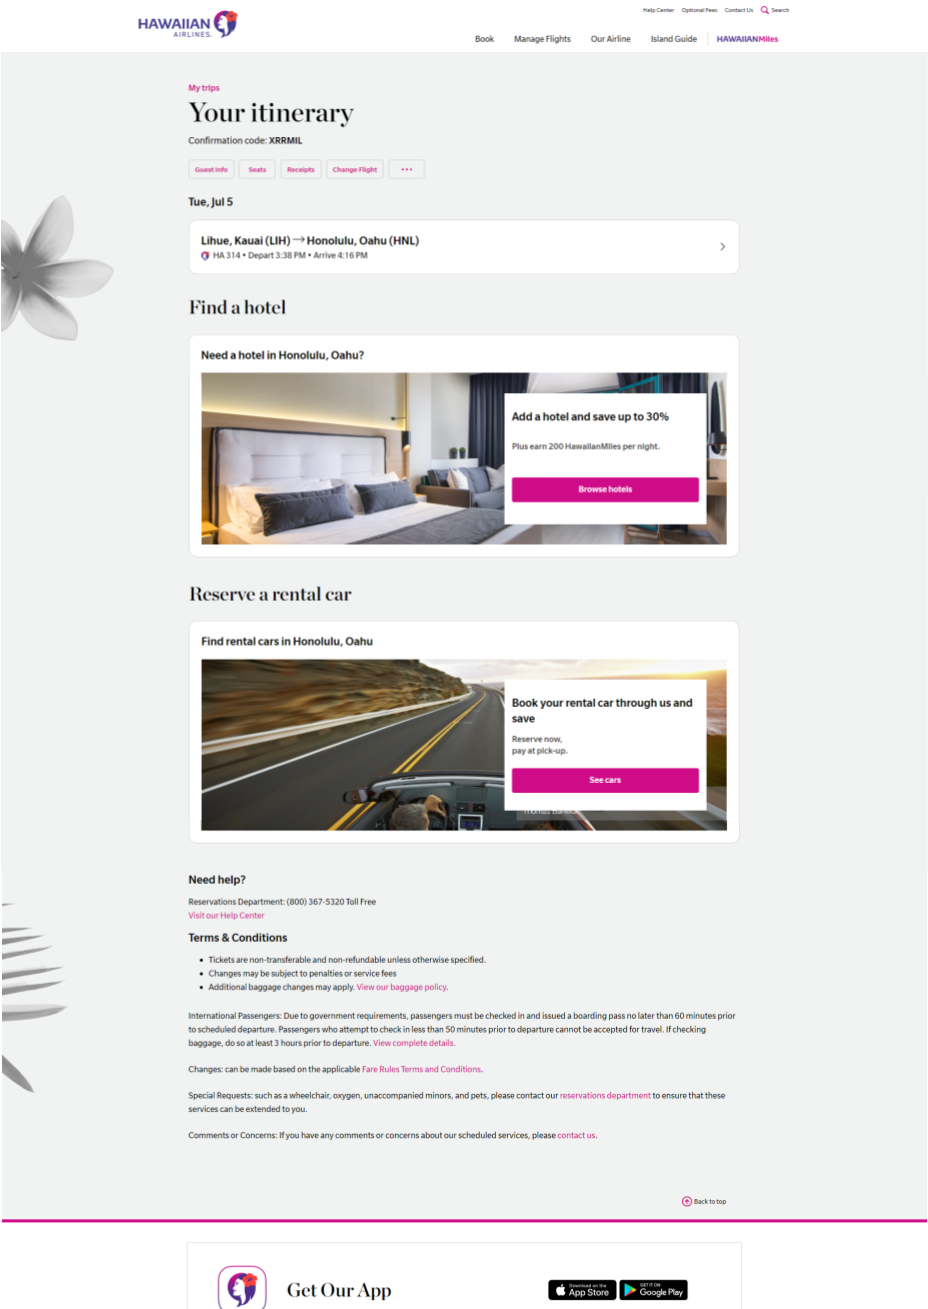 HAWAIIAN
AIRLINES.
Help Center Optional Fees Contact Us Search
Book Manage Flights Our Airline Island Guide HAWAIIANMiles
My trips
Your itinerary
Confirmation code: XRRMIL
Guest Info Seats Receipts Change Flight •••
Tue, Jul 5
Lihue, Kauai (LIH) → Honolulu, Oahu (HNL)
HA 314 • Depart 3:38 PM • Arrive 4:16 PM
Find a hotel
Need a hotel in Honolulu, Oahu?
Add a hotel and save up to 30%
Plus earn 200 HawaiianMiles per night.
Browse hotels
Reserve a rental car
Find rental cars in Honolulu, Oahu
Book your rental car through us and
save
Reserve now,
pay at pick-up.
See cars
Thomas
Need help?
Reservations Department: (800) 367-5320 Toll Free
Visit our Help Center
Terms & Conditions
• Tickets are non-transferable and non-refundable unless otherwise specified.
• Changes may be subject to penalties or service fees
• Additional baggage changes may apply. View our baggage policy.
International Passengers: Due to government requirements, passengers must be checked in and issued a boarding pass no later than 60 minutes prior
to scheduled departure. Passengers who attempt to check in less than 50 minutes prior to departure cannot be accepted for travel. If checking
baggage, do so at least 3 hours prior to departure. View complete details.
Changes: can be made based on the applicable Fare Rules Terms and Conditions.
Special Requests: such as a wheelchair, oxygen, unaccompanied minors, and pets, please contact our reservations department to ensure that these
services can be extended to you.
Comments or Concerns: If you have any comments or concerns about our scheduled services, please contact us.
Back to top
Get Our App
Download on the
App Store
GET IT ON
Google Play